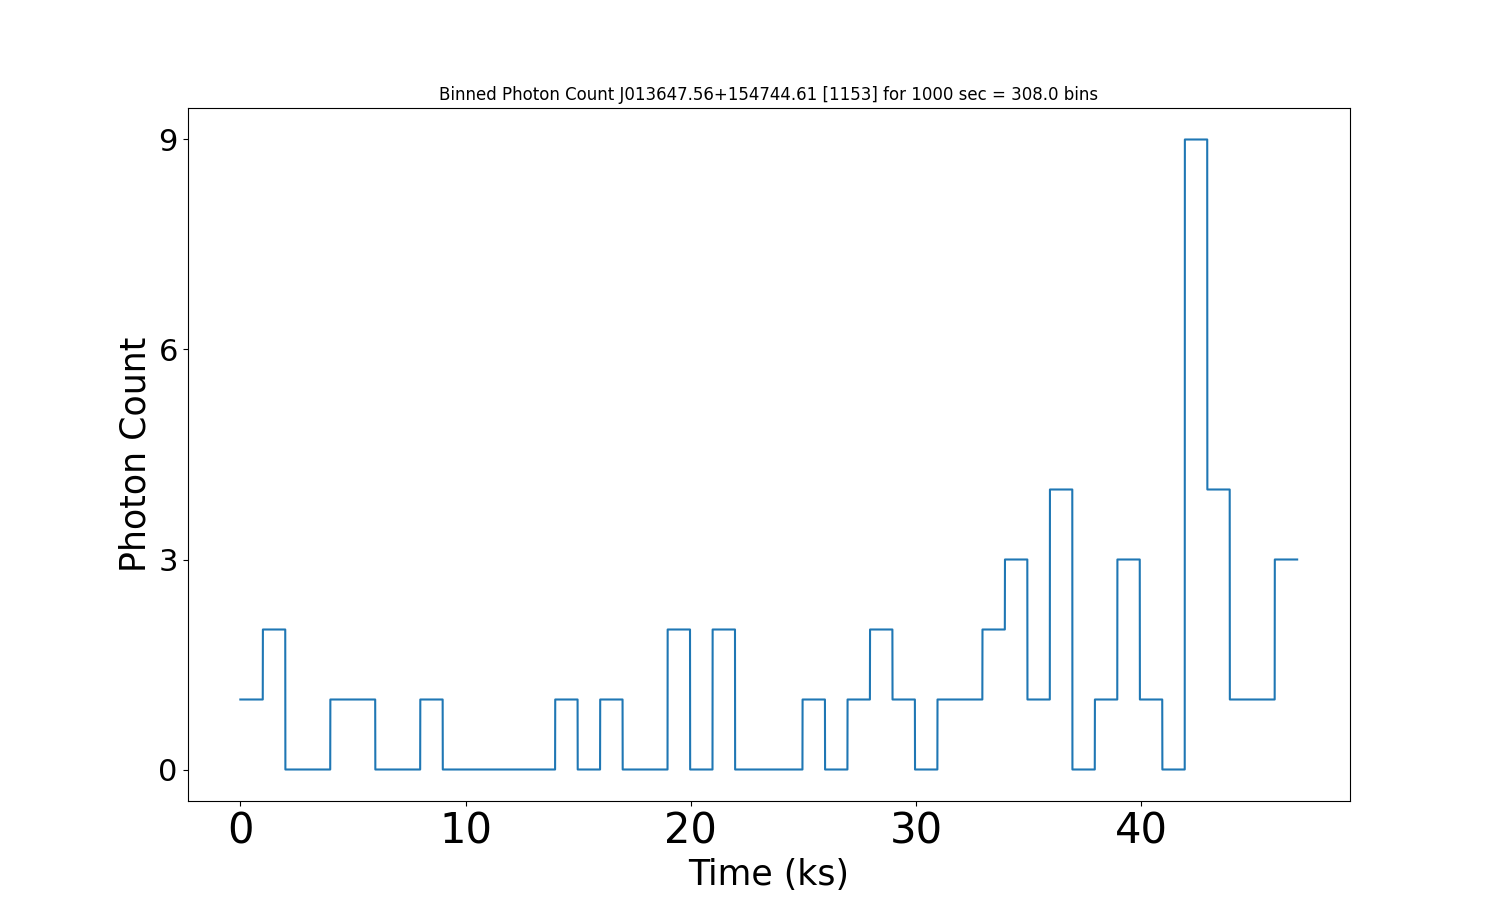 Binned Photon Count J013647.56+154744.61 [1153] for 1000 sec = 308.0 bins
9
6
3
0
Photon Count
0 10 20 30 40
Time (ks)